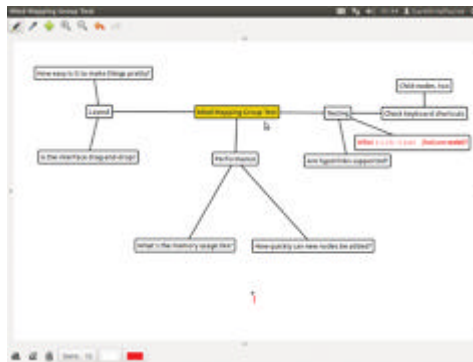 Mind Mapping Group Test
How easy is it to make things pretty?
Child nodes, too
Layout
Mind Mapping Group Test
Testing
Check keyboard shortcuts
Performance
Is the interface drag-and-drop?
Are hyperlinks supported?
What's the memory usage like?
How quickly can new nodes be added?